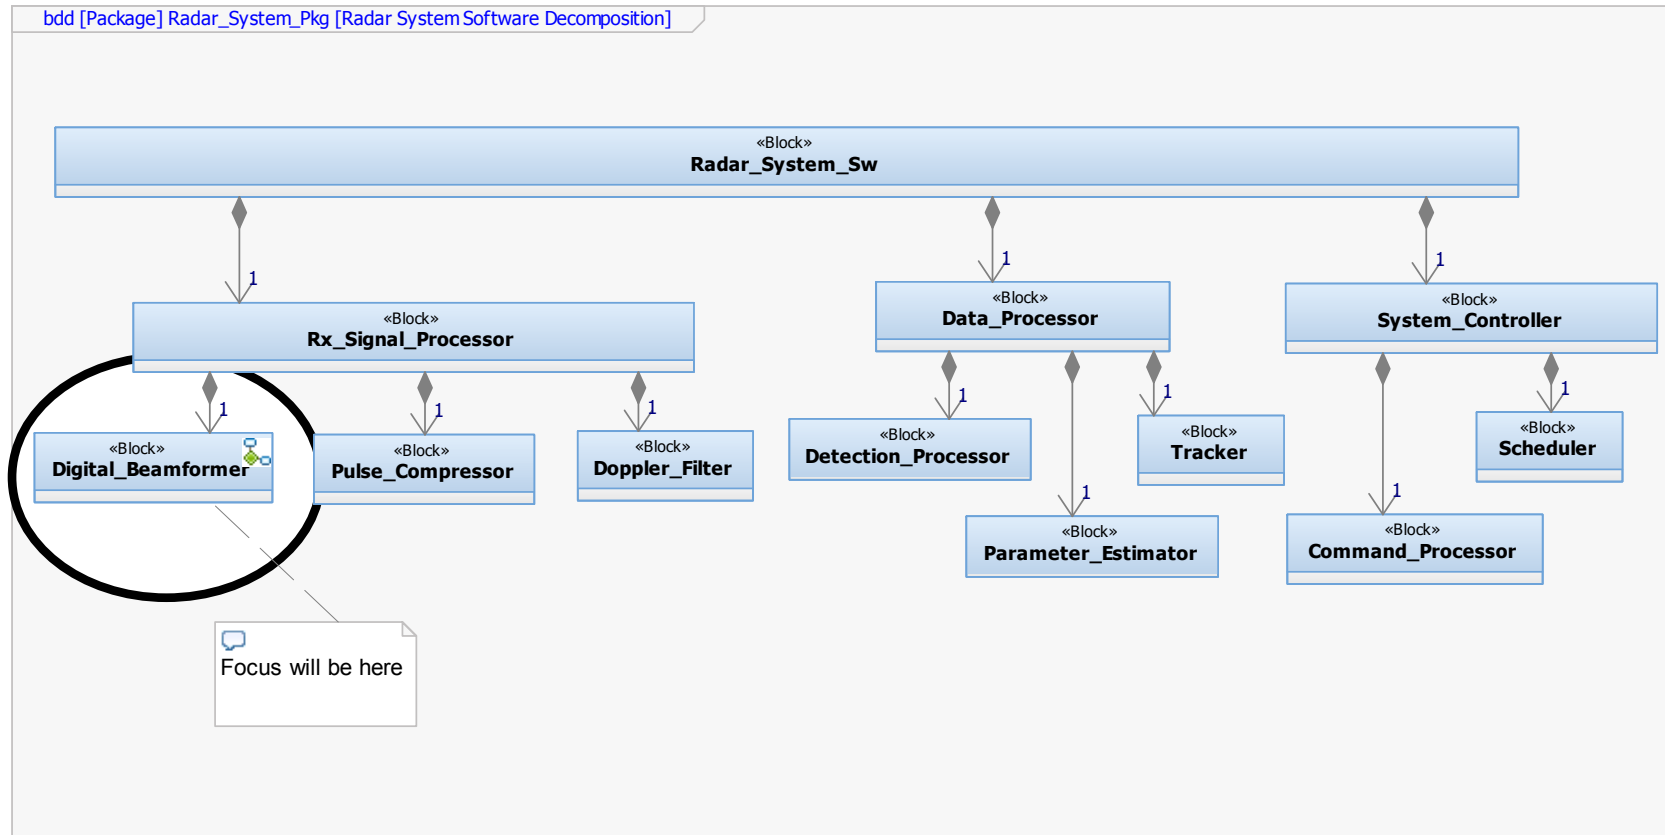 bdd [Package] Radar_System_Pkg [Radar System Software Decomposition]
«Block»
Radar_System_Sw
1
1
1
«Block»
Rx_Signal_Processor
«Block»
Data_Processor
«Block»
System_Controller
1
1
1
1
1
1
1
1
«Block»
Digital_Beamformer
«Block»
Pulse_Compressor
«Block»
Doppler_Filter
«Block»
Detection_Processor
«Block»
Tracker
«Block»
Scheduler
«Block»
Parameter_Estimator
«Block»
Command_Processor
Focus will be here